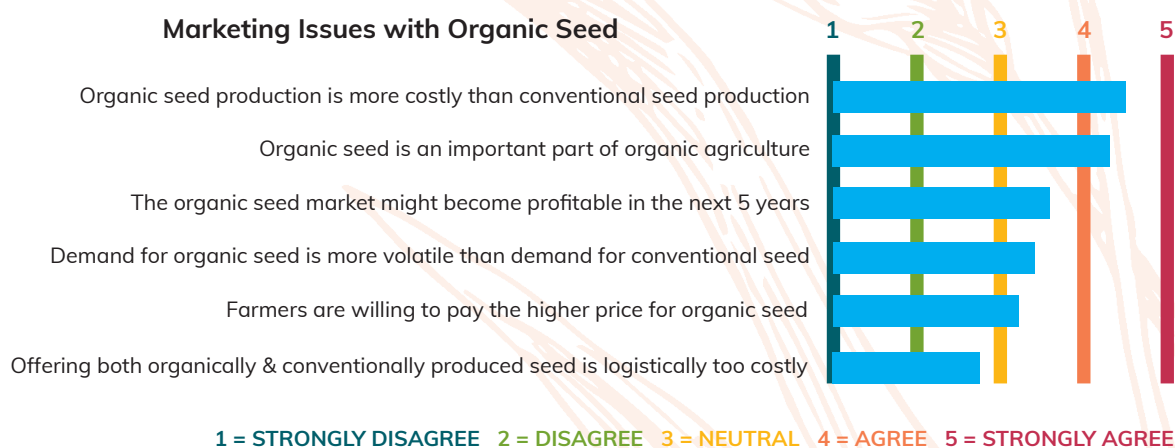 Marketing Issues with Organic Seed
1 2 3 4 5
Organic seed production is more costly than conventional seed production
Organic seed is an important part of organic agriculture
The organic seed market might become profitable in the next 5 years
Demand for organic seed is more volatile than demand for conventional seed
Farmers are willing to pay the higher price for organic seed
Offering both organically & conventionally produced seed is logistically too costly
1 = STRONGLY DISAGREE 2 = DISAGREE 3 = NEUTRAL 4 = AGREE 5 = STRONGLY AGREE